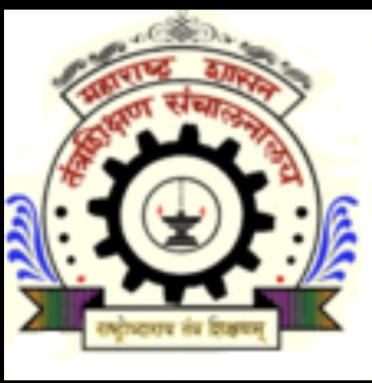 महाराष्ट्र शासन
तंत्रशिक्षण संचालनालय
राष्ट्रोध्दाराय तंत्र शिक्षणम्